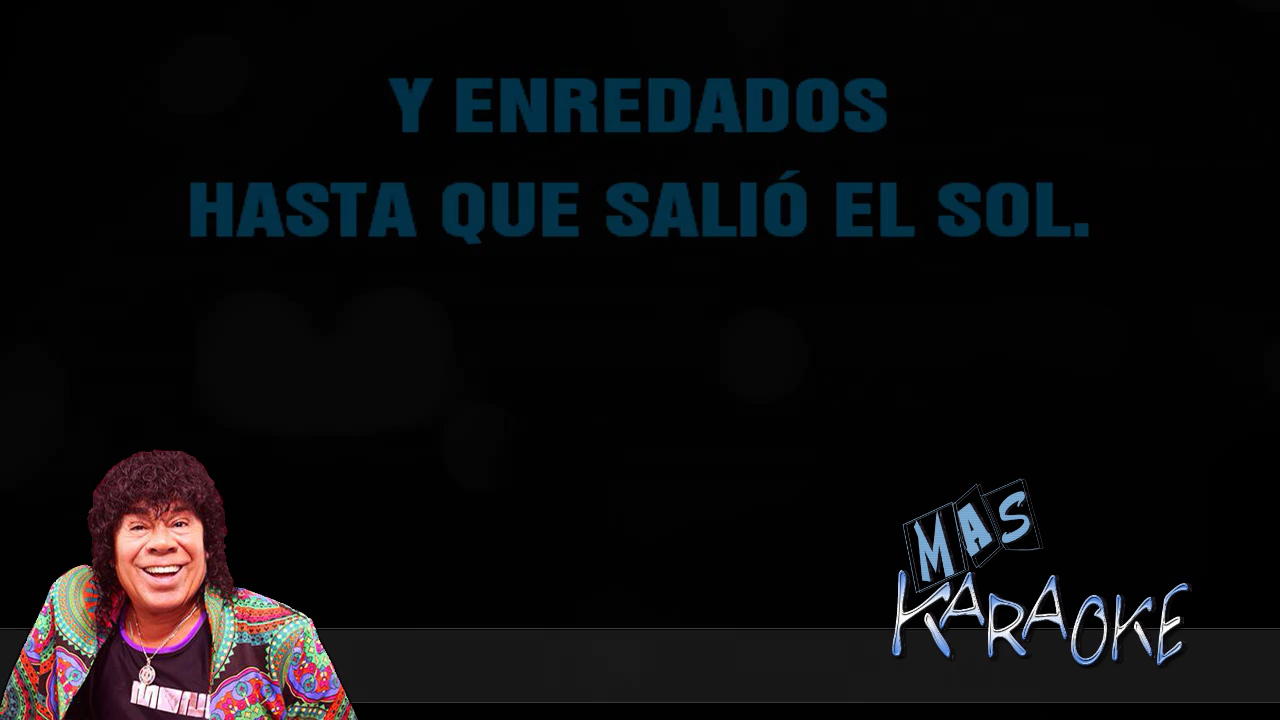 Y ENREDADOS
HASTA QUE SALIÓ EL SOL.
MAS
KARAOKE